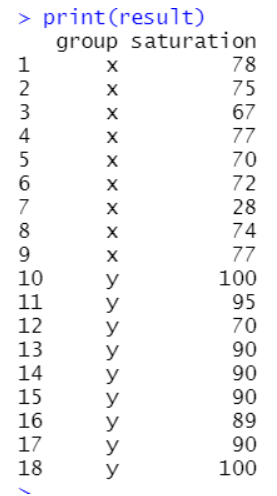 > print(result)
group saturation
1 x 78
2 x 75
3 x 67
4 x 77
5 x 70
6 x 72
7 x 28
8 x 74
9 x 77
10 y 100
11 y 95
12 y 70
13 y 90
14 y 90
15 y 90
16 y 89
17 y 90
18 y 100
>